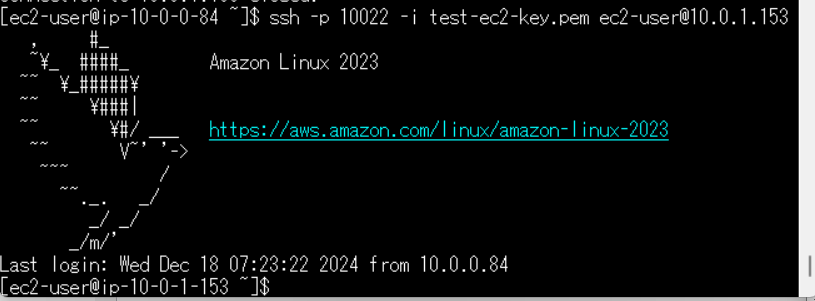 [ec2-user@ip-10-0-0-84 ~]$ ssh -p 10022 -i test-ec2-key.pem ec2-user@10.0.1.153
   ,     #_
   ~¥_  ####_        Amazon Linux 2023
  ~~  ¥_#####¥
  ~~     ¥###|
  ~~       ¥#/ ___   https://aws.amazon.com/linux/amazon-linux-2023
   ~~       V~' '->
    ~~~         /
      ~~._.   _/
         _/ _/
       _/m/'
Last login: Wed Dec 18 07:23:22 2024 from 10.0.0.84
[ec2-user@ip-10-0-1-153 ~]$